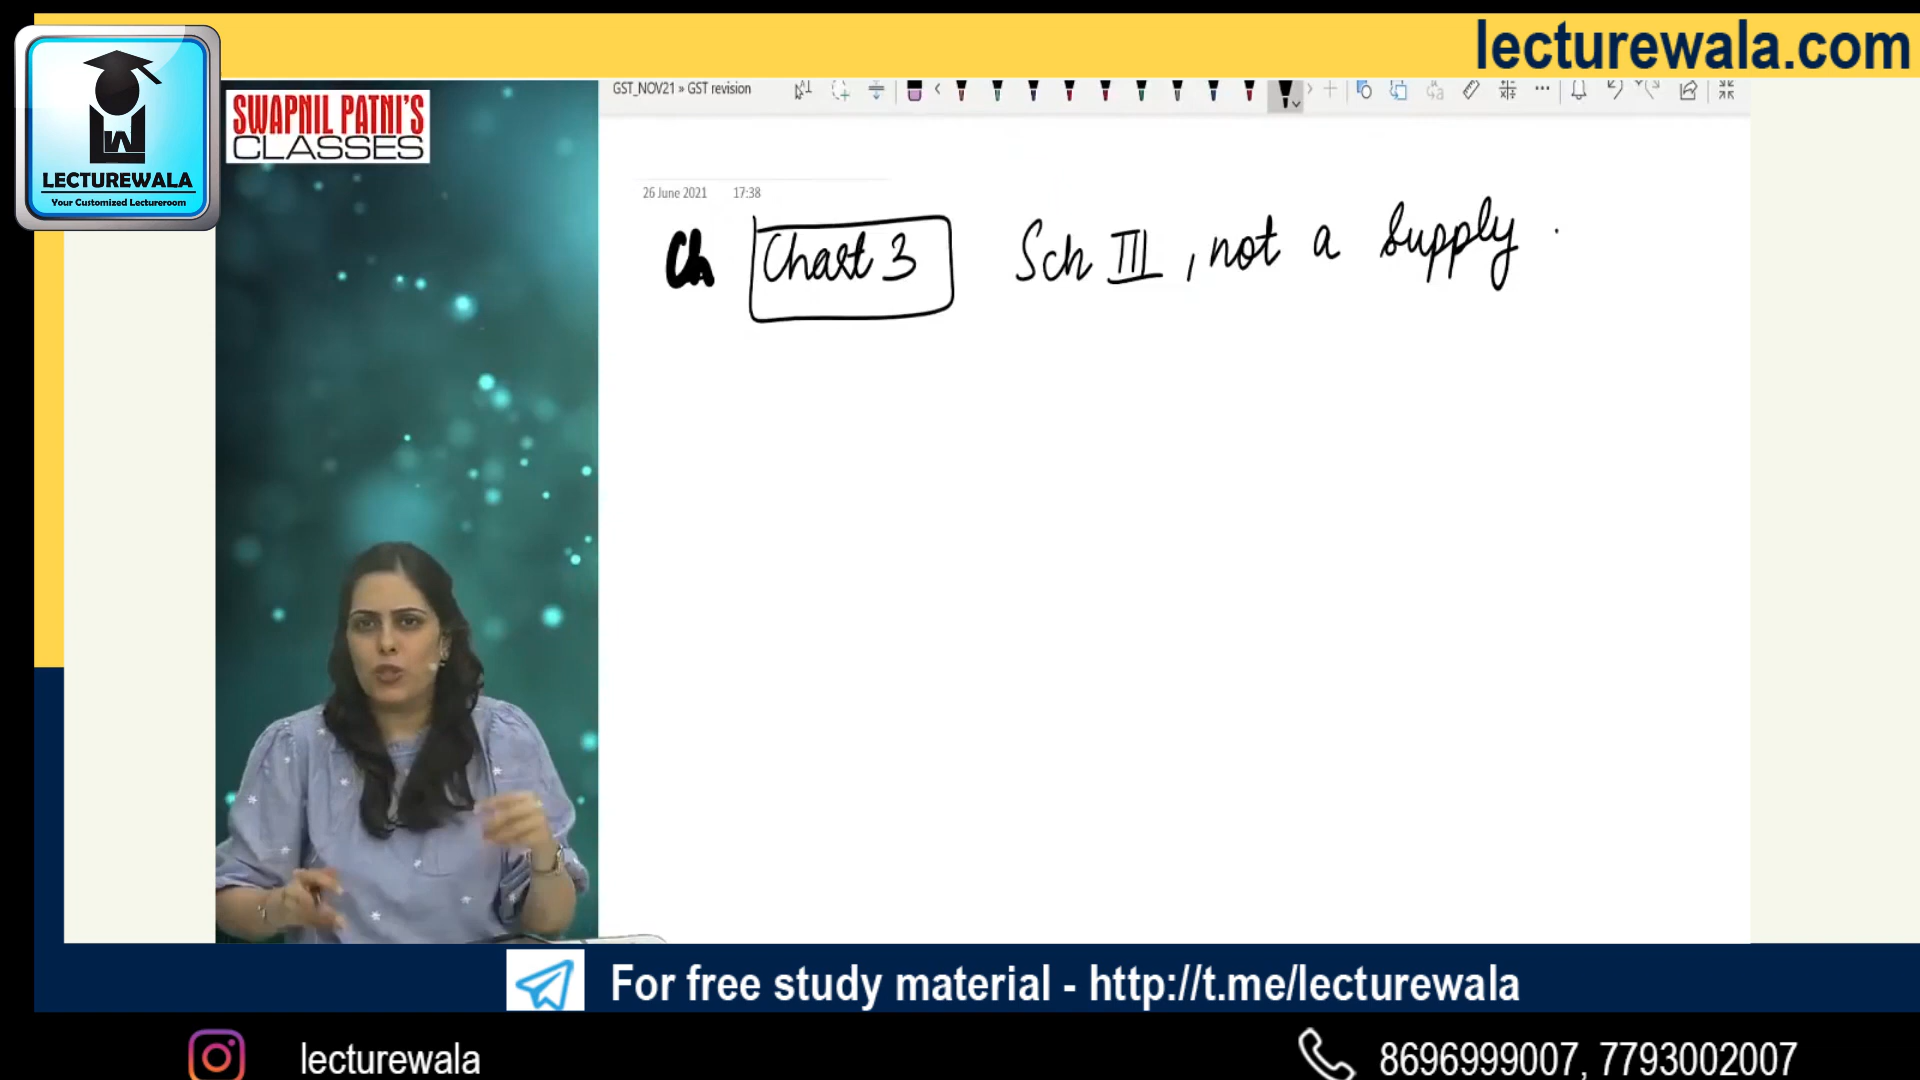 lecturewala.com
LW
LECTUREWALA
Your Customized Lectureroom
SWAPNIL PATNI'S
CLASSES
GST_NOV21 » GST revision
26 June 2021 17:38
Ch Chart 3 Sch III, not a supply.
For free study material - http://t.me/lecturewala
lecturewala
8696999007, 7793002007